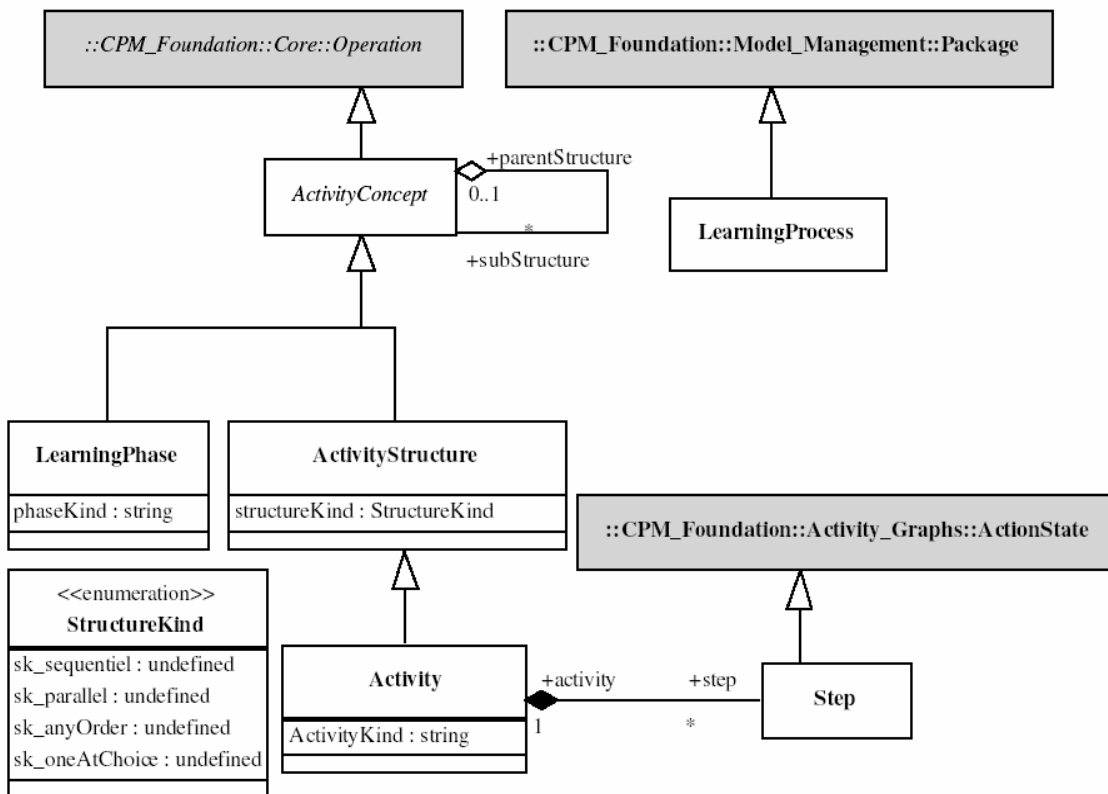 ::CPM_Foundation::Core::Operation
::CPM_Foundation::Model_Management::Package
+parentStructure
ActivityConcept
0..1
*
+subStructure
LearningProcess
LearningPhase
phaseKind : string
ActivityStructure
structureKind : StructureKind
::CPM_Foundation::Activity_Graphs::ActionState
<<enumeration>>
StructureKind
sk_sequentiel : undefined
sk_parallel : undefined
sk_anyOrder : undefined
sk_oneAtChoice : undefined
Activity
ActivityKind : string
+activity
+step
1
*
Step